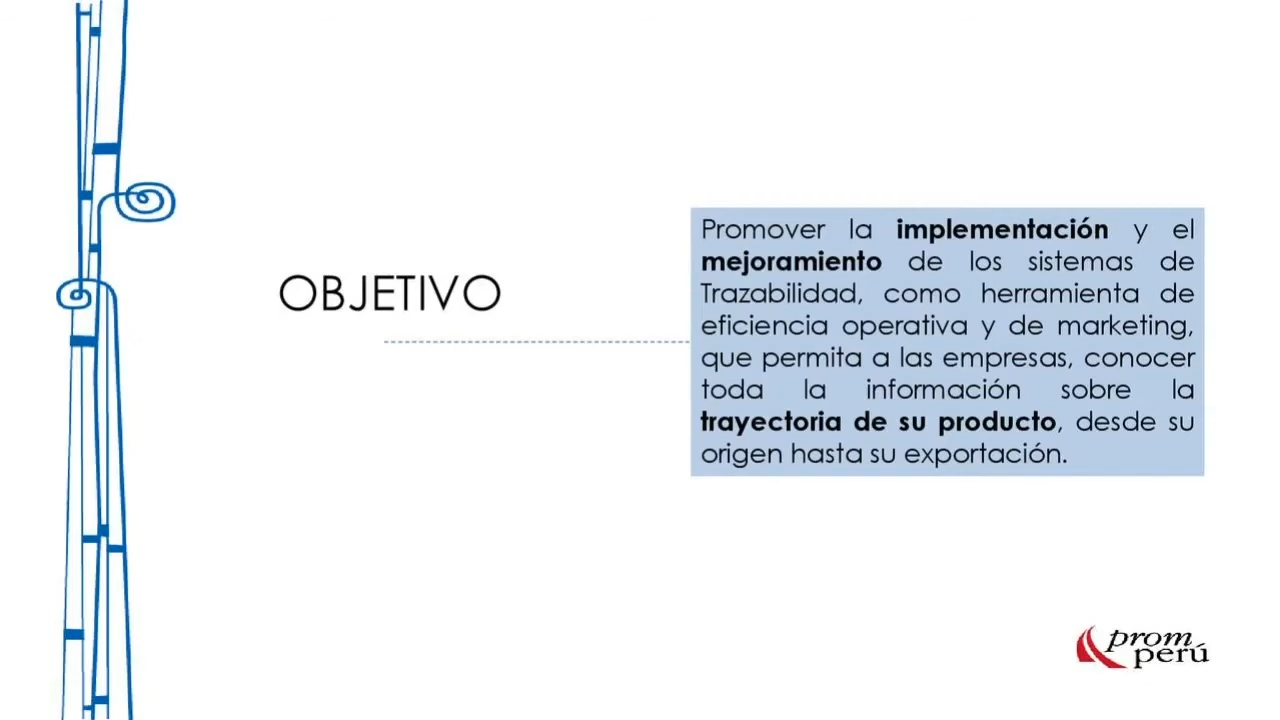 OBJETIVO
Promover la implementación y el
mejoramiento de los sistemas de
Trazabilidad, como herramienta de
eficiencia operativa y de marketing,
que permita a las empresas, conocer
toda la información sobre la
trayectoria de su producto, desde su
origen hasta su exportación.
prom
perú